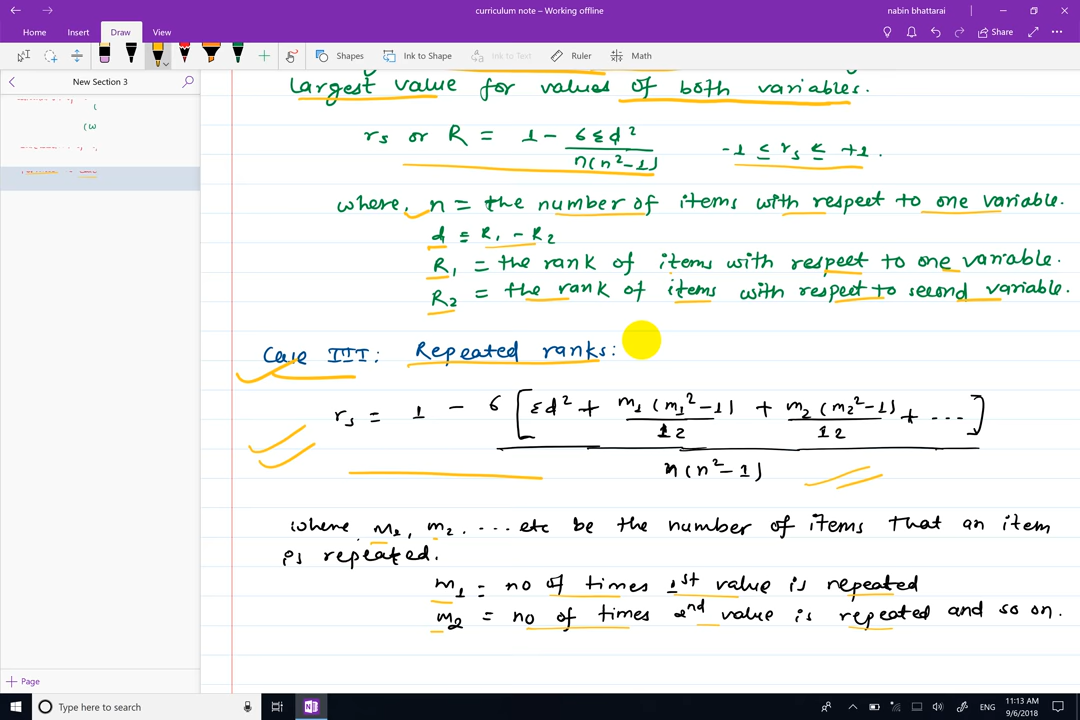 curriculum note – Working offline
nabin bhattarai
Home Insert Draw View
Share
Shapes Ink to Shape Ink to Text Ruler Math
New Section 3
largest value for values of both variables.
rs or R = 1 - 6Σd² / n(n²-1) -1 ≤ rs ≤ +1.
where, n = the number of items with respect to one variable.
d = R1 - R2
R1 = the rank of items with respect to one variable.
R2 = the rank of items with respect to second variable.
Case III: Repeated ranks:
rs = 1 - 6 [Σd² + m1(m1²-1) / 12 + m2(m2²-1) / 12 + ...] / n(n²-1)
where, m1, m2, ... etc be the number of items that an item
is repeated.
m1 = no of times 1st value is repeated
m2 = no of times 2nd value is repeated and so on.
+ Page
Type here to search
ENG
11:13 AM
9/6/2018